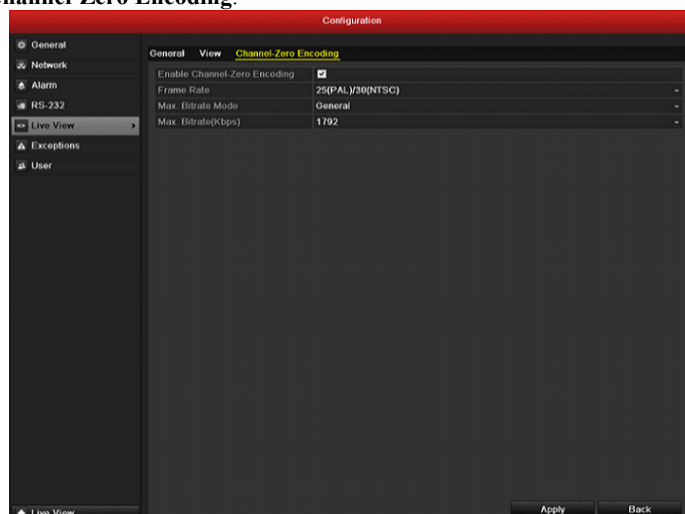 Channel Zero Encoding.
Configuration
General
Network
Alarm
RS-232
Live View
Exceptions
User
General View Channel-Zero Encoding
Enable Channel-Zero Encoding
Frame Rate 25(PAL)/30(NTSC)
Max. Bitrate Mode General
Max. Bitrate(Kbps) 1792
Live View
Apply Back